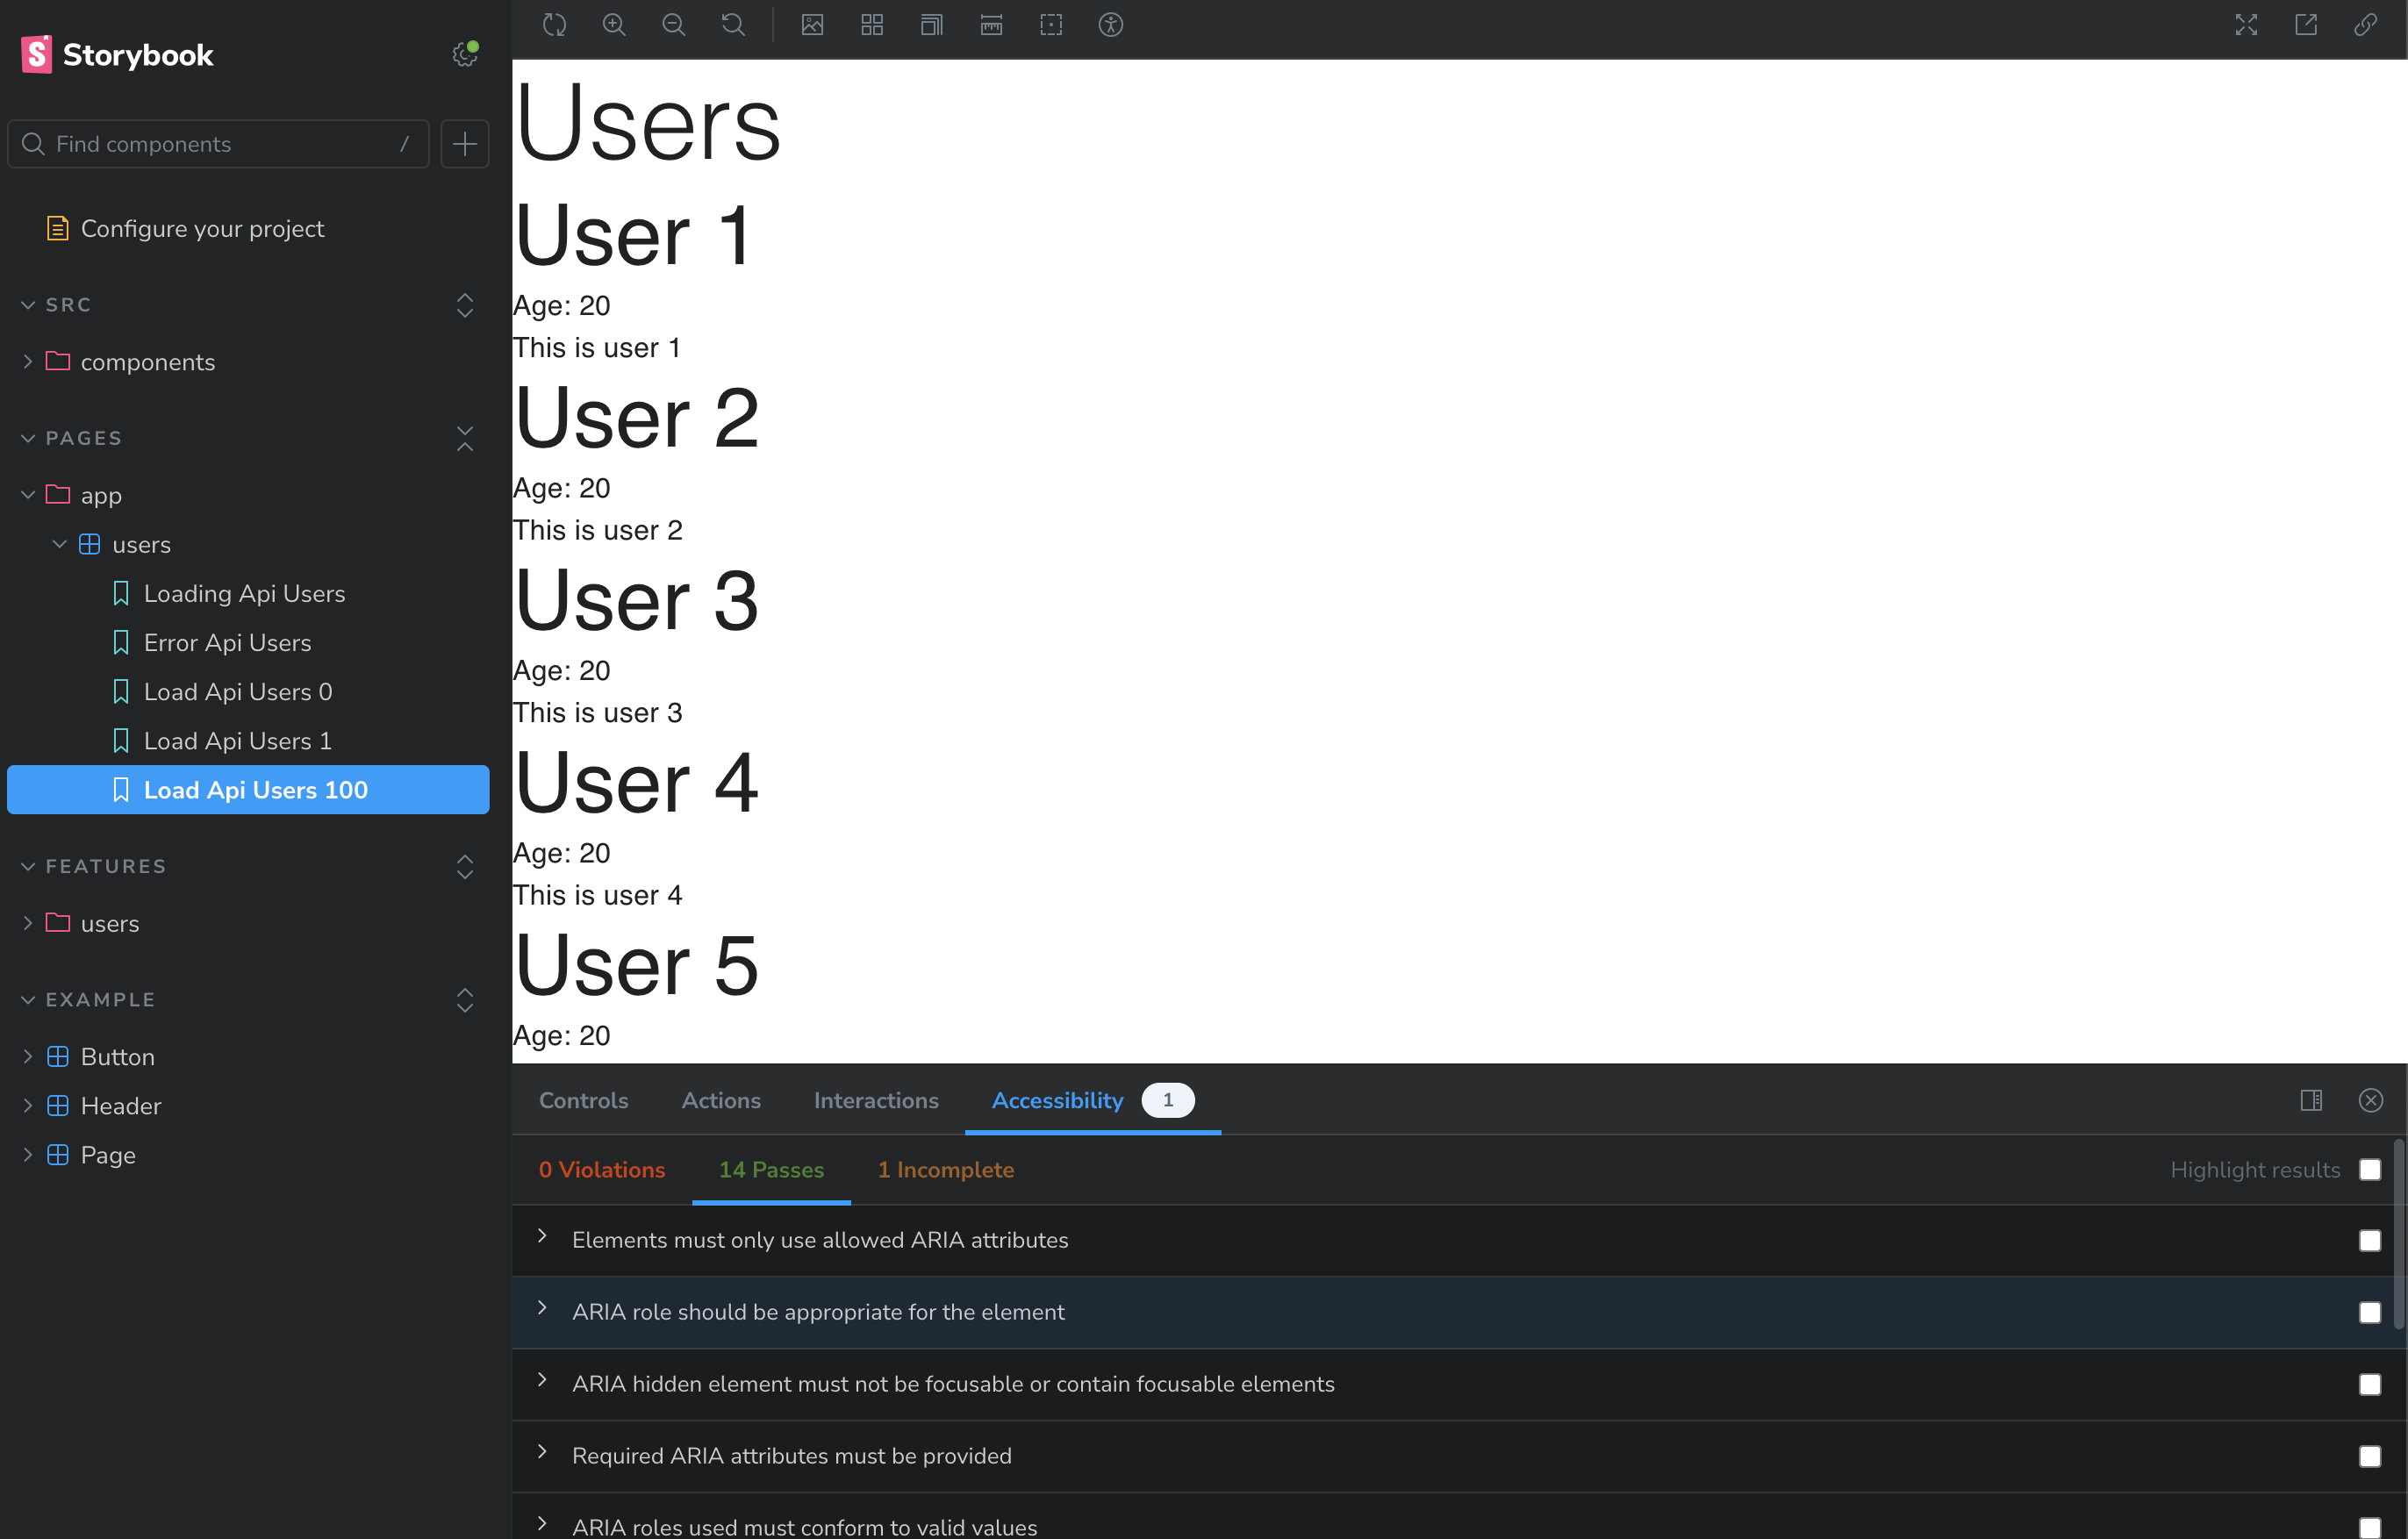 Storybook
Find components /
Configure your project
SRC
components
PAGES
app
users
Loading Api Users
Error Api Users
Load Api Users 0
Load Api Users 1
Load Api Users 100
FEATURES
users
EXAMPLE
Button
Header
Page
Users
User 1
Age: 20
This is user 1
User 2
Age: 20
This is user 2
User 3
Age: 20
This is user 3
User 4
Age: 20
This is user 4
User 5
Age: 20
Controls Actions Interactions Accessibility 1
0 Violations 14 Passes 1 Incomplete Highlight results
Elements must only use allowed ARIA attributes
ARIA role should be appropriate for the element
ARIA hidden element must not be focusable or contain focusable elements
Required ARIA attributes must be provided
ARIA roles used must conform to valid values